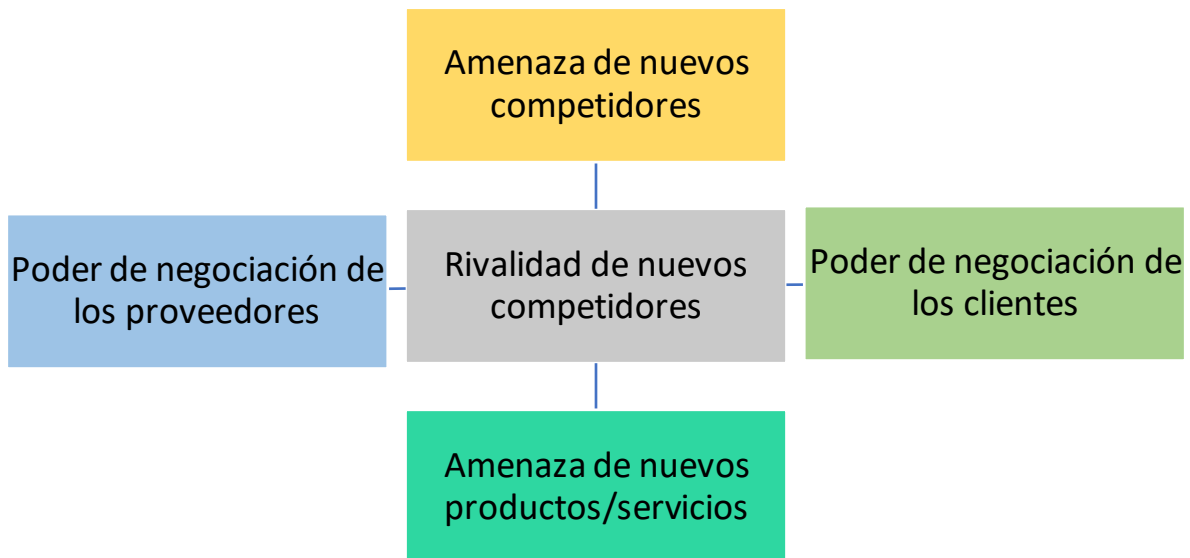 Amenaza de nuevos
competidores
Poder de negociación de
los proveedores
Rivalidad de nuevos
competidores
Poder de negociación de
los clientes
Amenaza de nuevos
productos/servicios